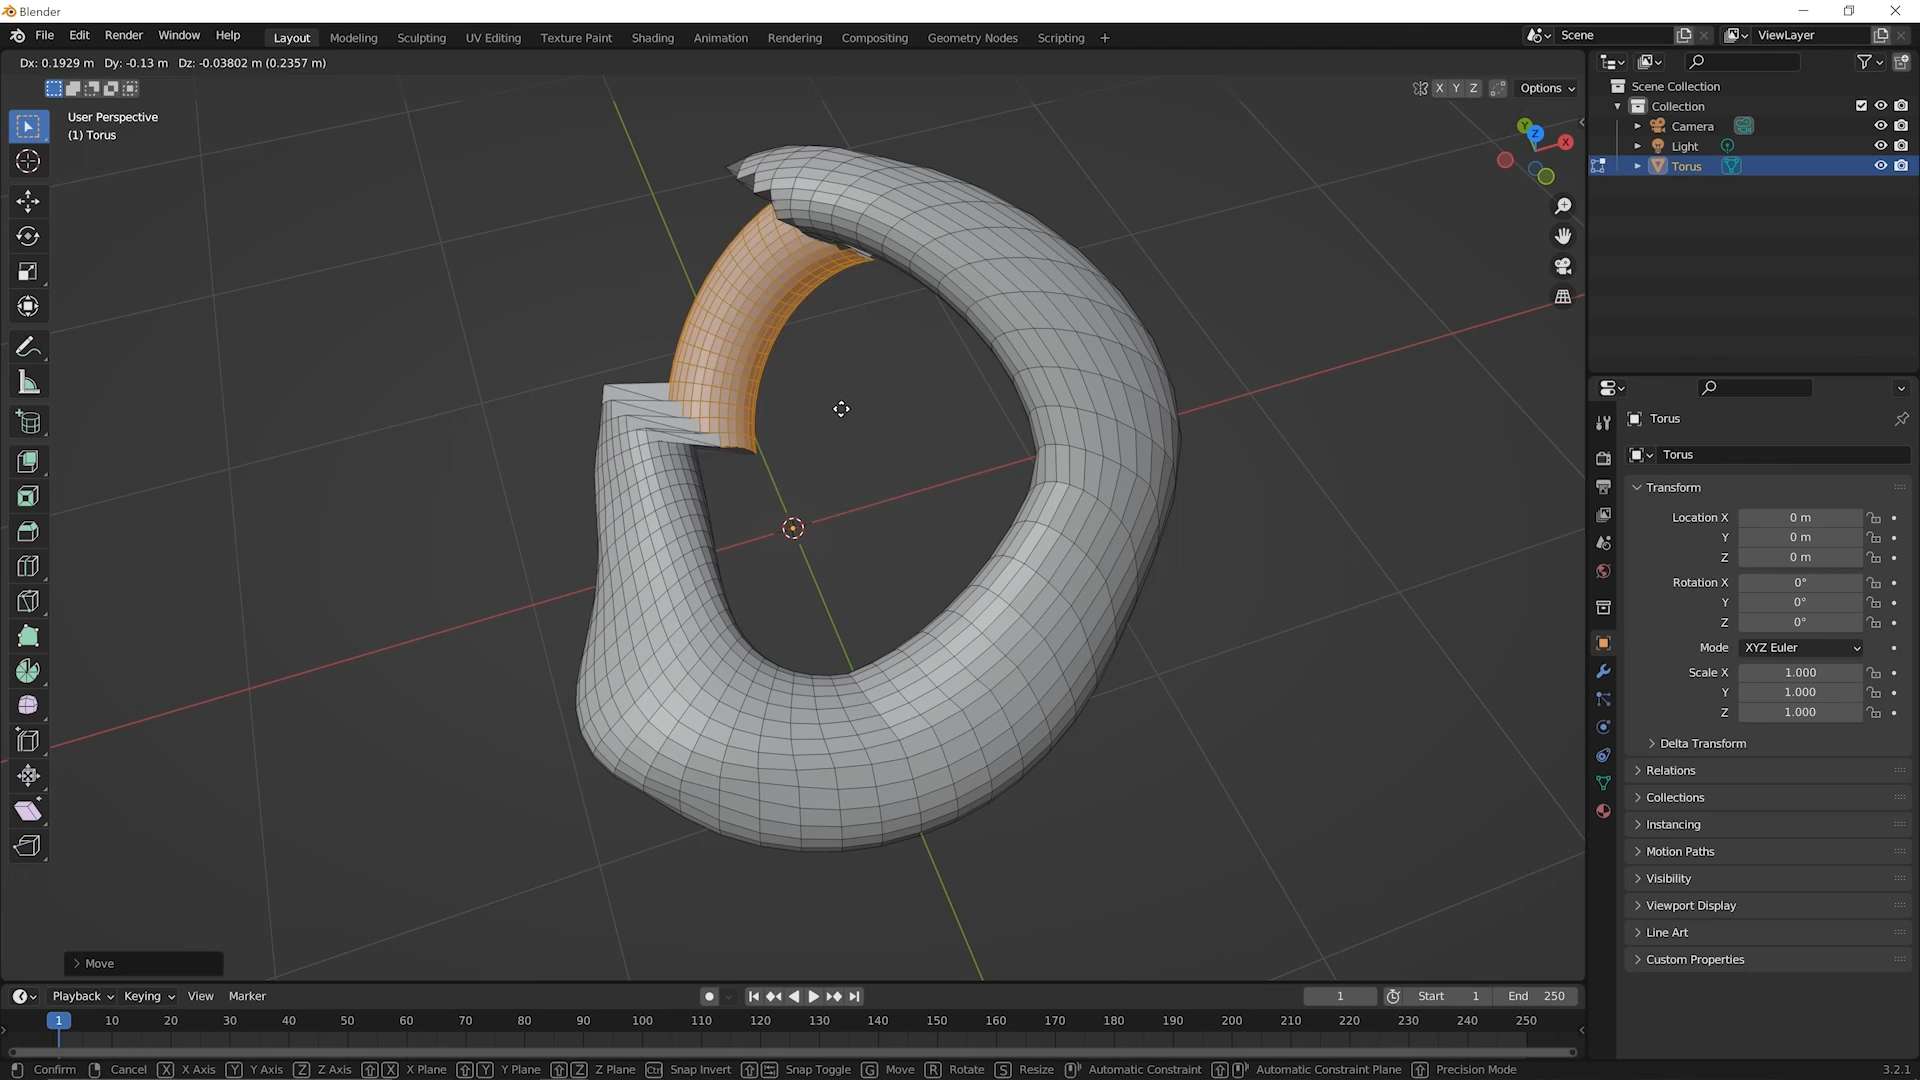 Blender
File Edit Render Window Help
Layout Modeling Sculpting UV Editing Texture Paint Shading Animation Rendering Compositing Geometry Nodes Scripting +
Scene
ViewLayer
Dx: 0.1929 m Dy: -0.13 m Dz: -0.03802 m (0.2357 m)
X Y Z
Options
User Perspective
(1) Torus
Y
Z
X
Scene Collection
Collection
Camera
Light
Torus
Torus
Torus
Transform
Location X 0 m
Y 0 m
Z 0 m
Rotation X 0°
Y 0°
Z 0°
Mode XYZ Euler
Scale X 1.000
Y 1.000
Z 1.000
Delta Transform
Relations
Collections
Instancing
Motion Paths
Visibility
Viewport Display
Line Art
Custom Properties
Move
Playback Keying View Marker
1 Start 1 End 250
1 10 20 30 40 50 60 70 80 90 100 110 120 130 140 150 160 170 180 190 200 210 220 230 240 250
Confirm Cancel X X Axis Y Y Axis Z Z Axis X X Plane Y Y Plane Z Z Plane Ctrl Snap Invert Snap Toggle G Move R Rotate S Resize Automatic Constraint Automatic Constraint Plane Precision Mode
3.2.1